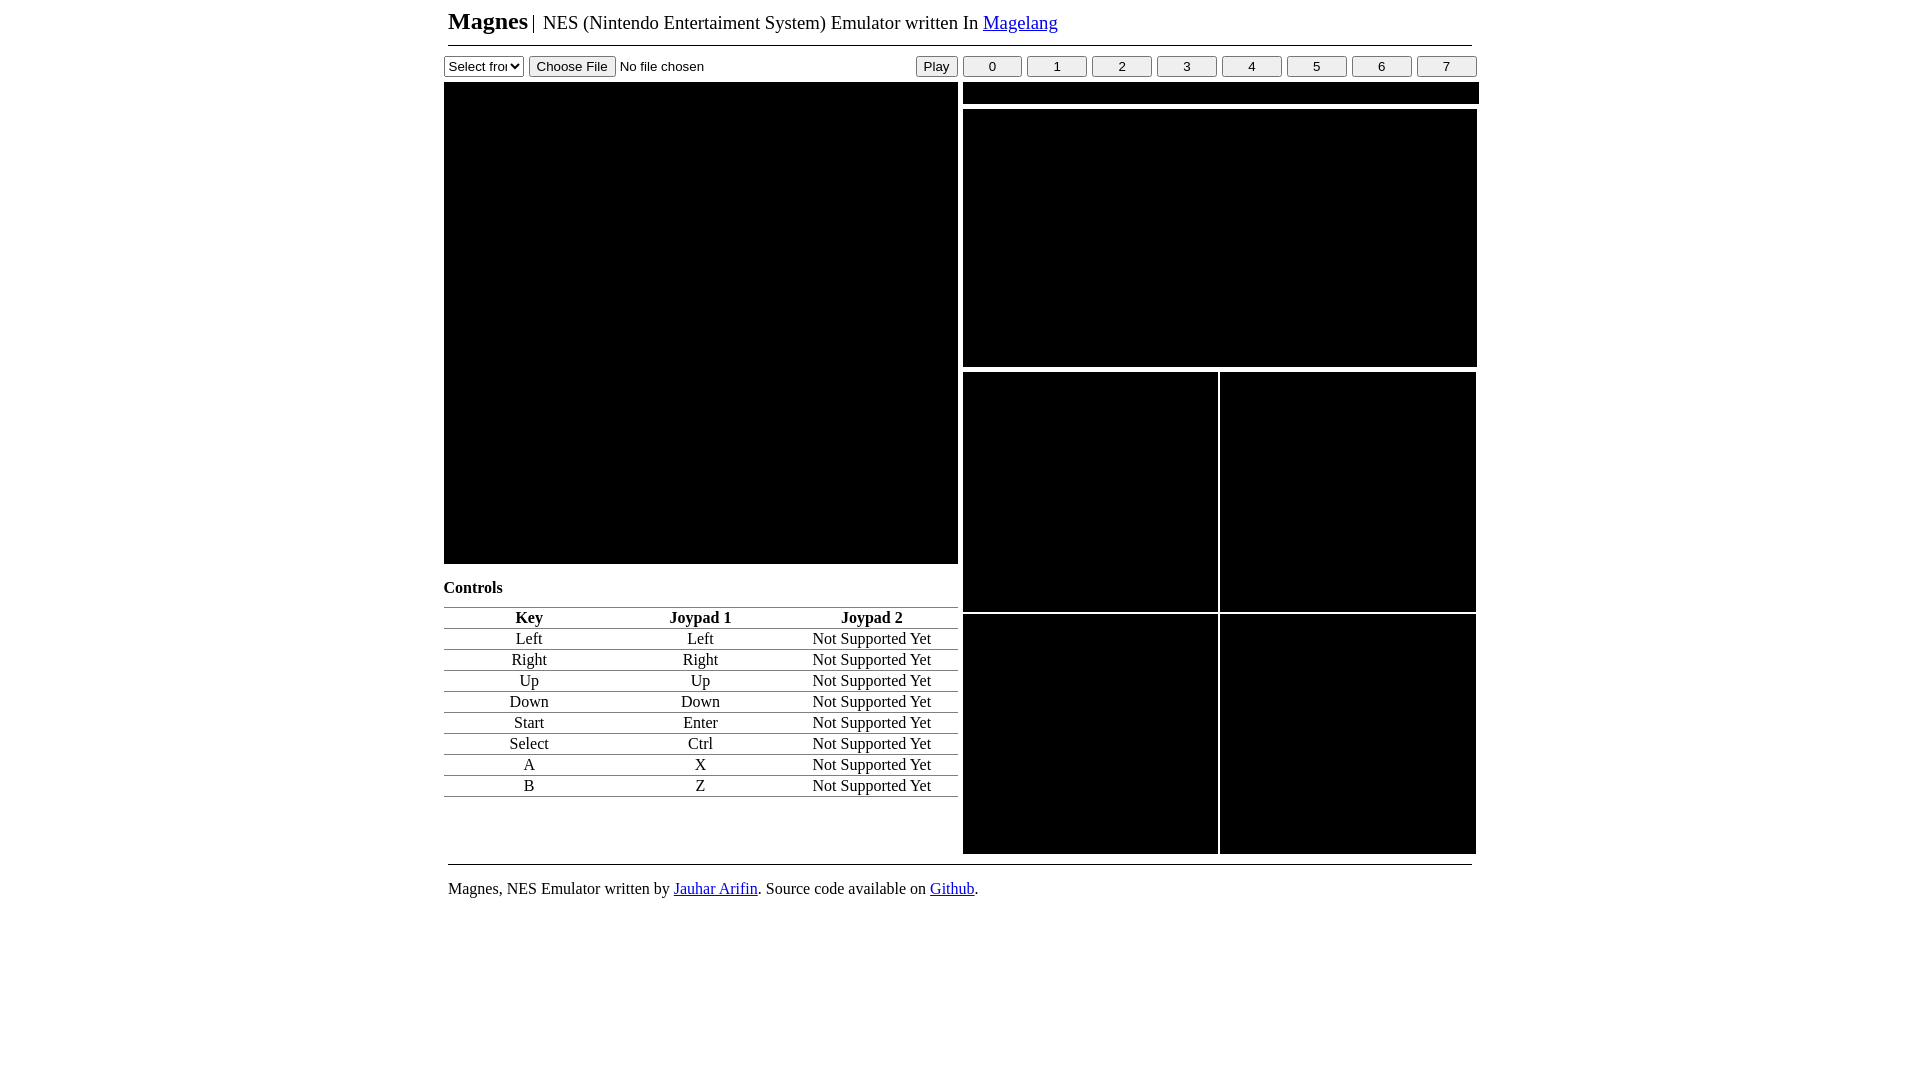 Magnes | NES (Nintendo Entertaiment System) Emulator written In Magelang
Select from Choose File No file chosen Play 0 1 2 3 4 5 6 7
Controls
Key Joypad 1 Joypad 2
Left Left Not Supported Yet
Right Right Not Supported Yet
Up Up Not Supported Yet
Down Down Not Supported Yet
Start Enter Not Supported Yet
Select Ctrl Not Supported Yet
A X Not Supported Yet
B Z Not Supported Yet
Magnes, NES Emulator written by Jauhar Arifin. Source code available on Github.